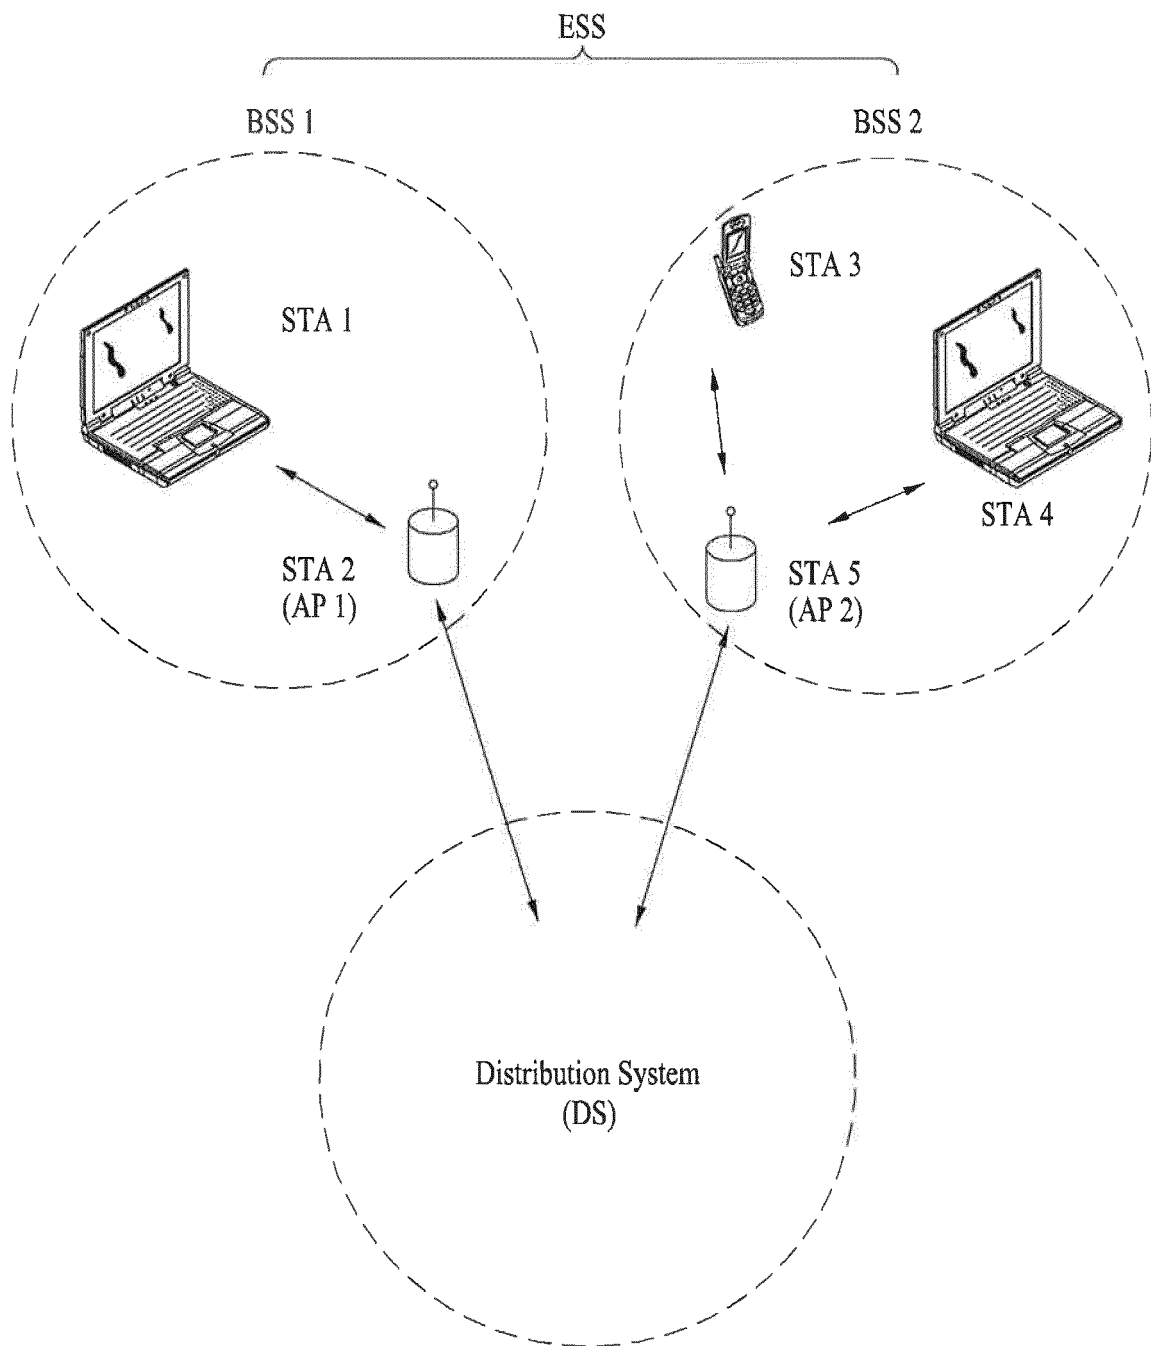 ESS
BSS 1
BSS 2
STA 3
STA 1
STA 4
STA 2
(AP 1)
STA 5
(AP 2)
Distribution System
(DS)